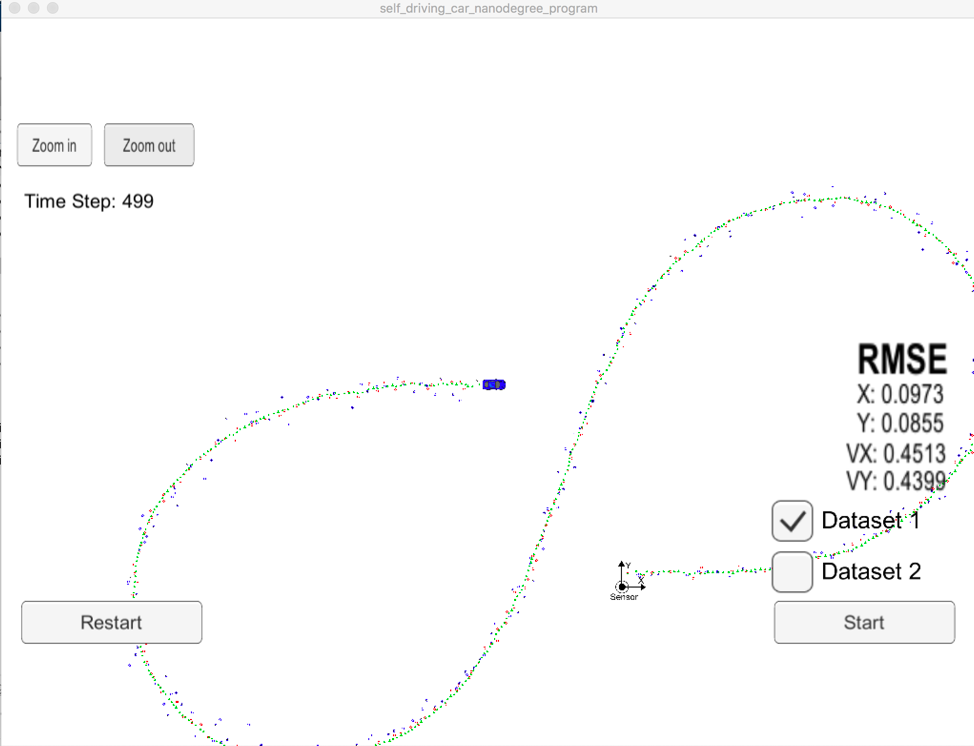 self_driving_car_nanodegree_program
Zoom in
Zoom out
Time Step: 499
RMSE
X: 0.0973
Y: 0.0855
VX: 0.4513
VY: 0.4399
Dataset 1
Y
X
Sensor
Dataset 2
Restart
Start